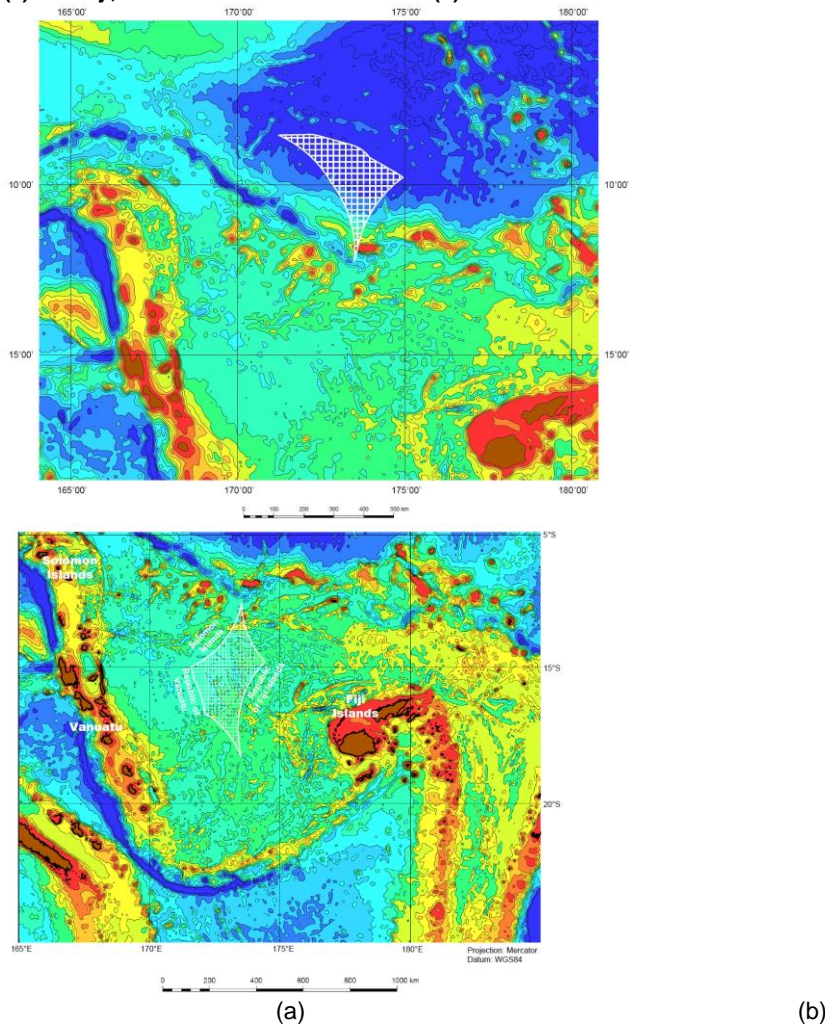 165°00' 170°00' 175°00' 180°00'
10°00' 10°00'
15°00' 15°00'
165°00' 170°00' 175°00' 180°00'
0 100 200 300 400 500 km
5°S
Solomon
Islands
Solomon
15°S
Fiji
Islands
Vanuatu
20°S
165°E 170°E 175°E 180°E
Projection: Mercator
Datum: WGS84
0 200 400 600 800 1000 km
(a) (b)